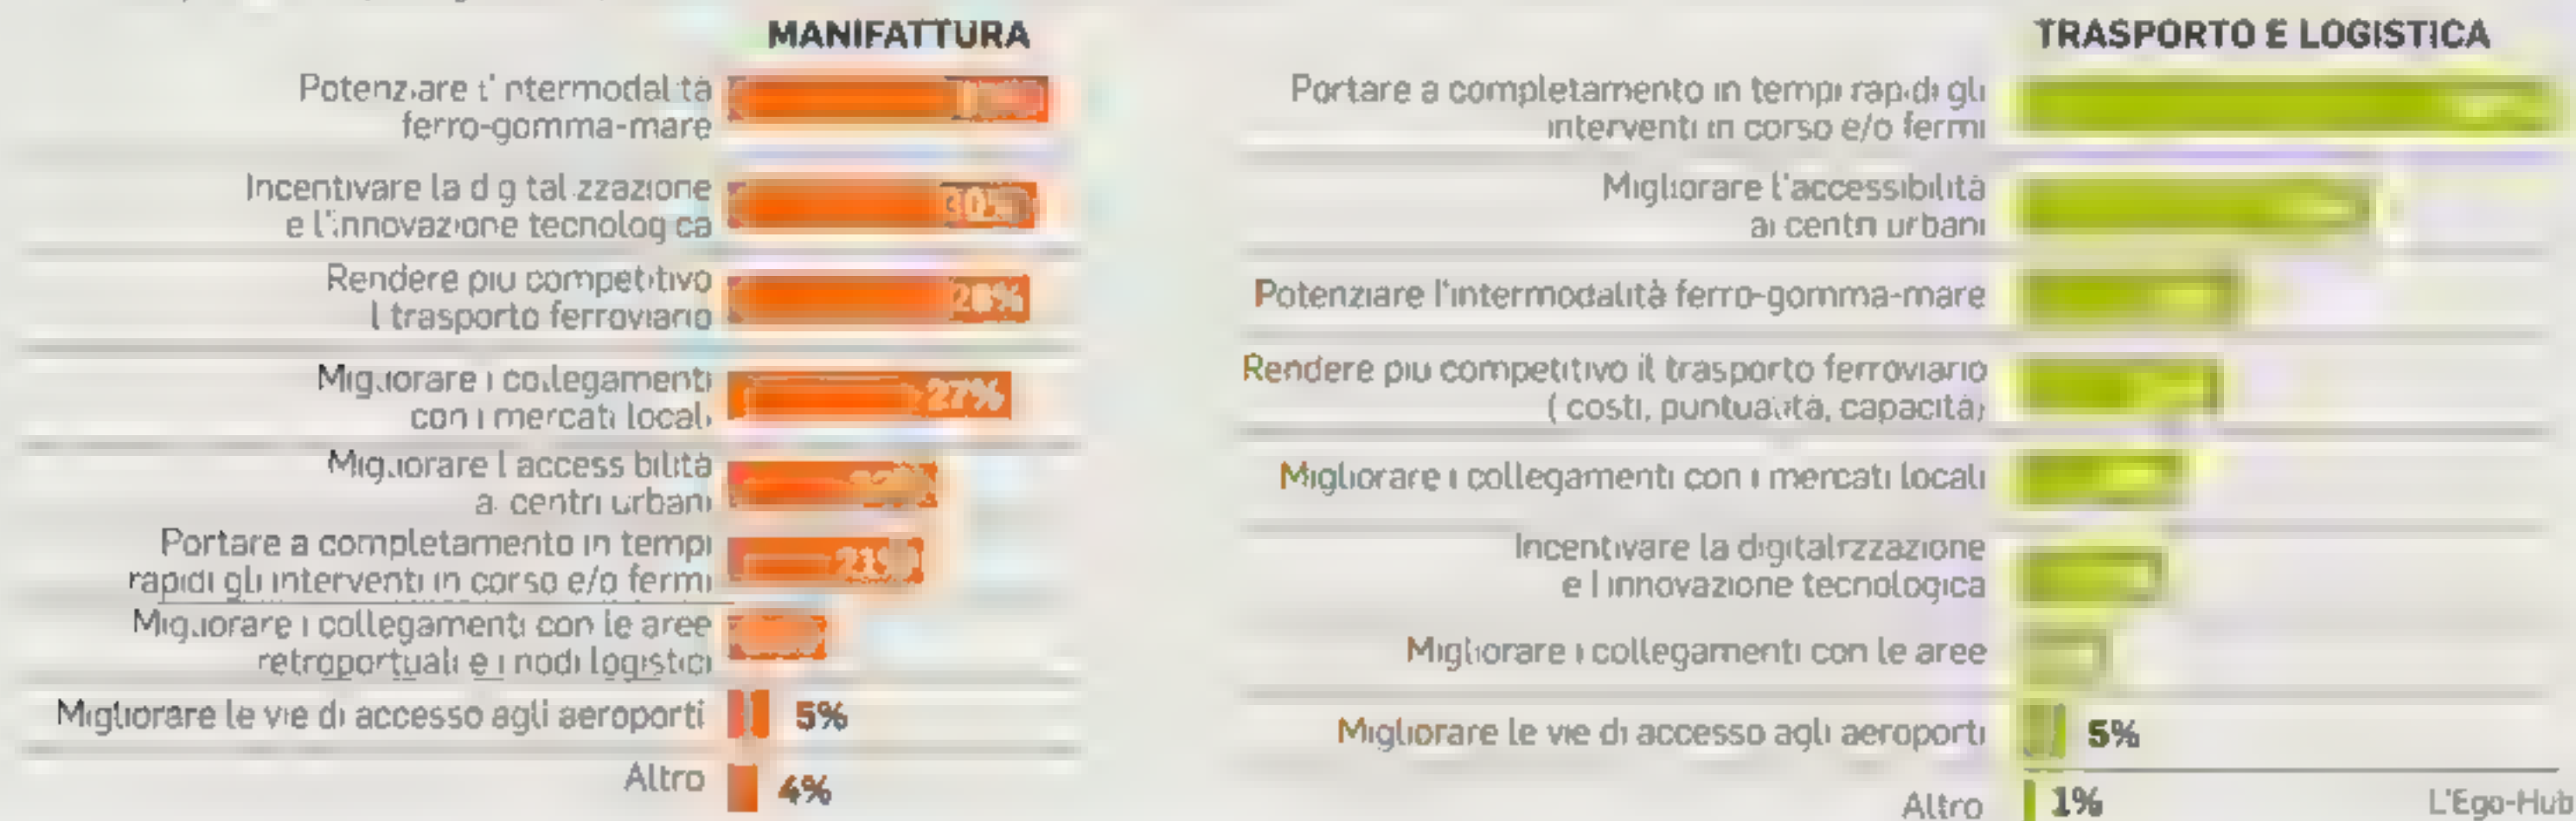 MANIFATTURA
Potenziare l'intermodalità
ferro-gomma-mare
Incentivare la digitalizzazione
30%
e l'innovazione tecnologica
Rendere più competitivo
28%
il trasporto ferroviario
Migliorare i collegamenti
27%
con i mercati locali
Migliorare l'accessibilità
ai centri urbani
Portare a completamento in tempi
21%
rapidi gli interventi in corso e/o fermi
Migliorare i collegamenti con le aree
retroportuali e i nodi logistici
Migliorare le vie di accesso agli aeroporti 5%
Altro 4%
TRASPORTO E LOGISTICA
Portare a completamento in tempi rapidi gli
interventi in corso e/o fermi
Migliorare l'accessibilità
ai centri urbani
Potenziare l'intermodalità ferro-gomma-mare
Rendere più competitivo il trasporto ferroviario
( costi, puntualità, capacità)
Migliorare i collegamenti con i mercati locali
Incentivare la digitalizzazione
e l'innovazione tecnologica
Migliorare i collegamenti con le aree
Migliorare le vie di accesso agli aeroporti 5%
Altro 1%
L'Ego-Hub